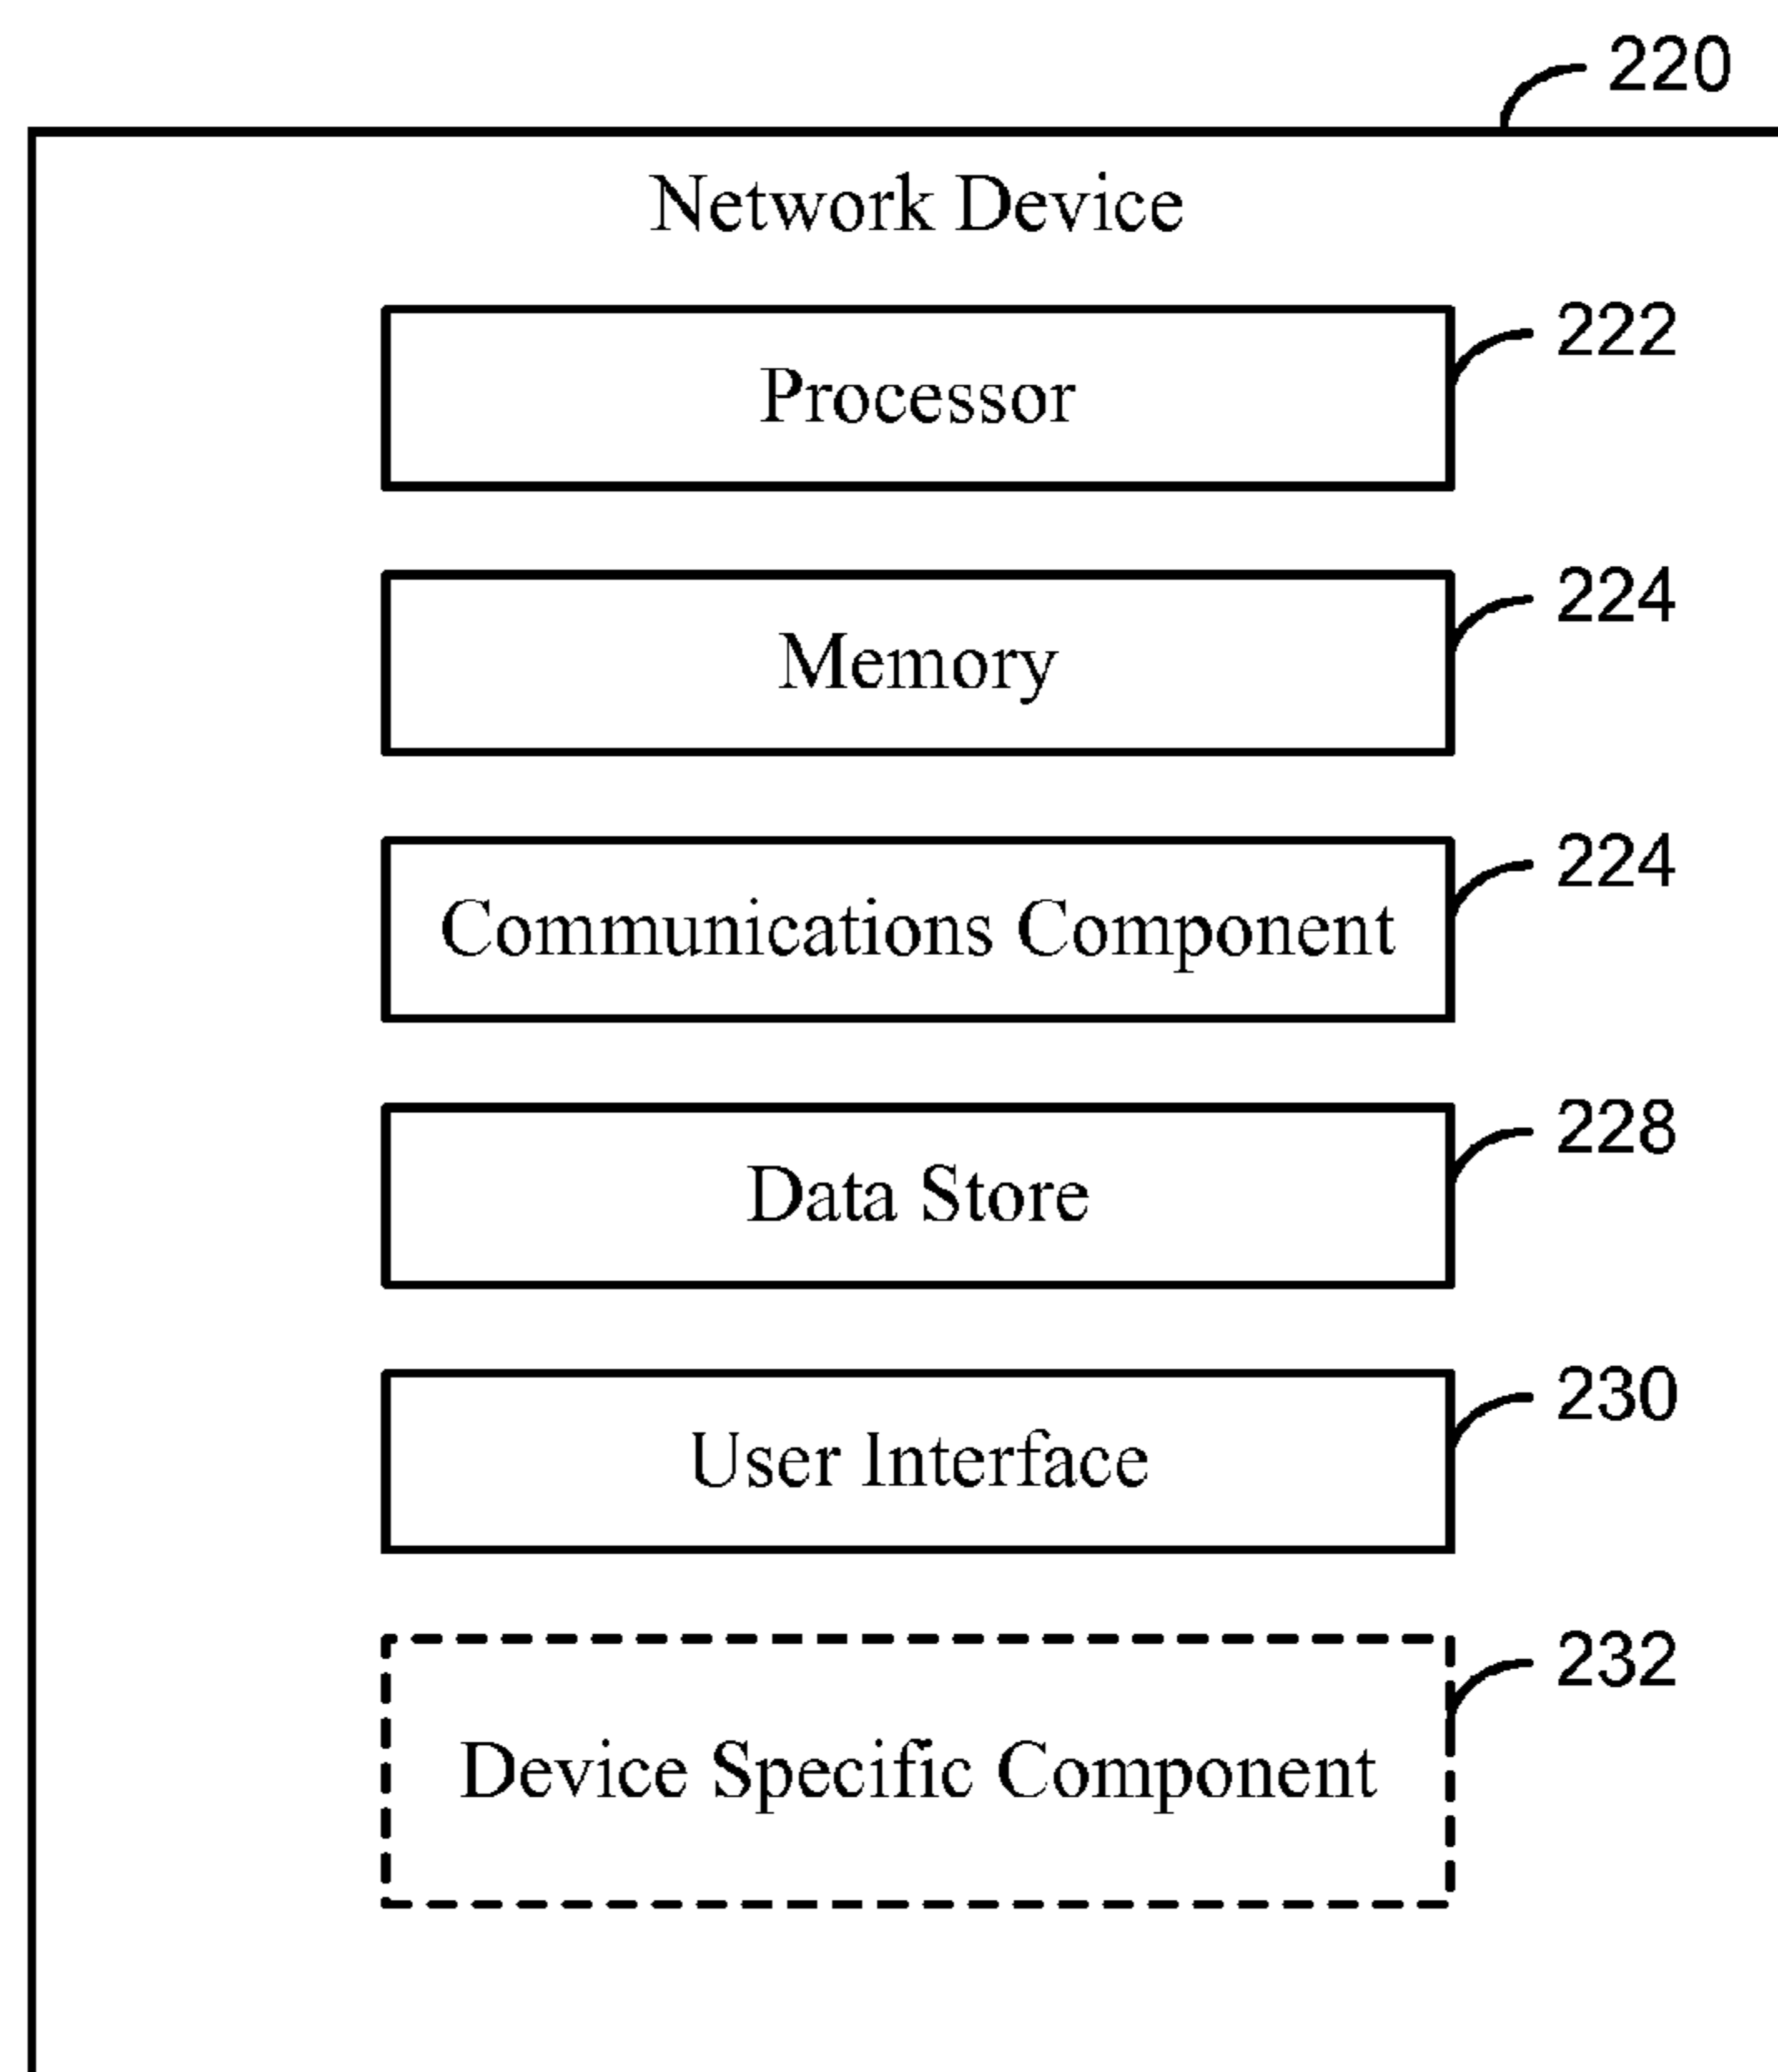 220
Network Device
222
Processor
224
Memory
224
Communications Component
228
Data Store
230
User Interface
232
Device Specific Component